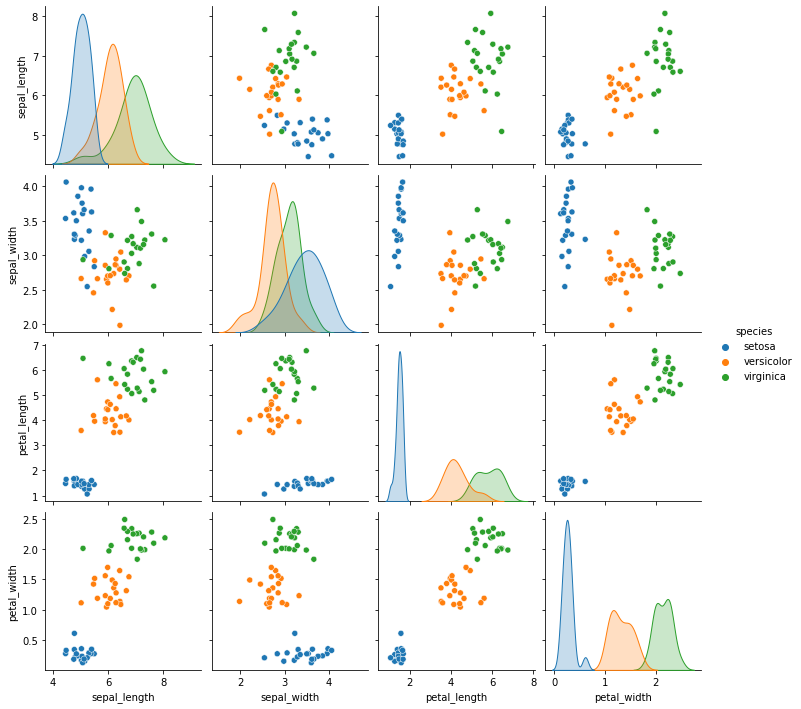 sepal_length
8
7
6
5
sepal_width
4.0
3.5
3.0
2.5
2.0
petal_length
7
6
5
4
3
2
1
petal_width
2.5
2.0
1.5
1.0
0.5
4 6 8
sepal_length
2 3 4
sepal_width
2 4 6 8
petal_length
0 1 2
petal_width
species
setosa
versicolor
virginica